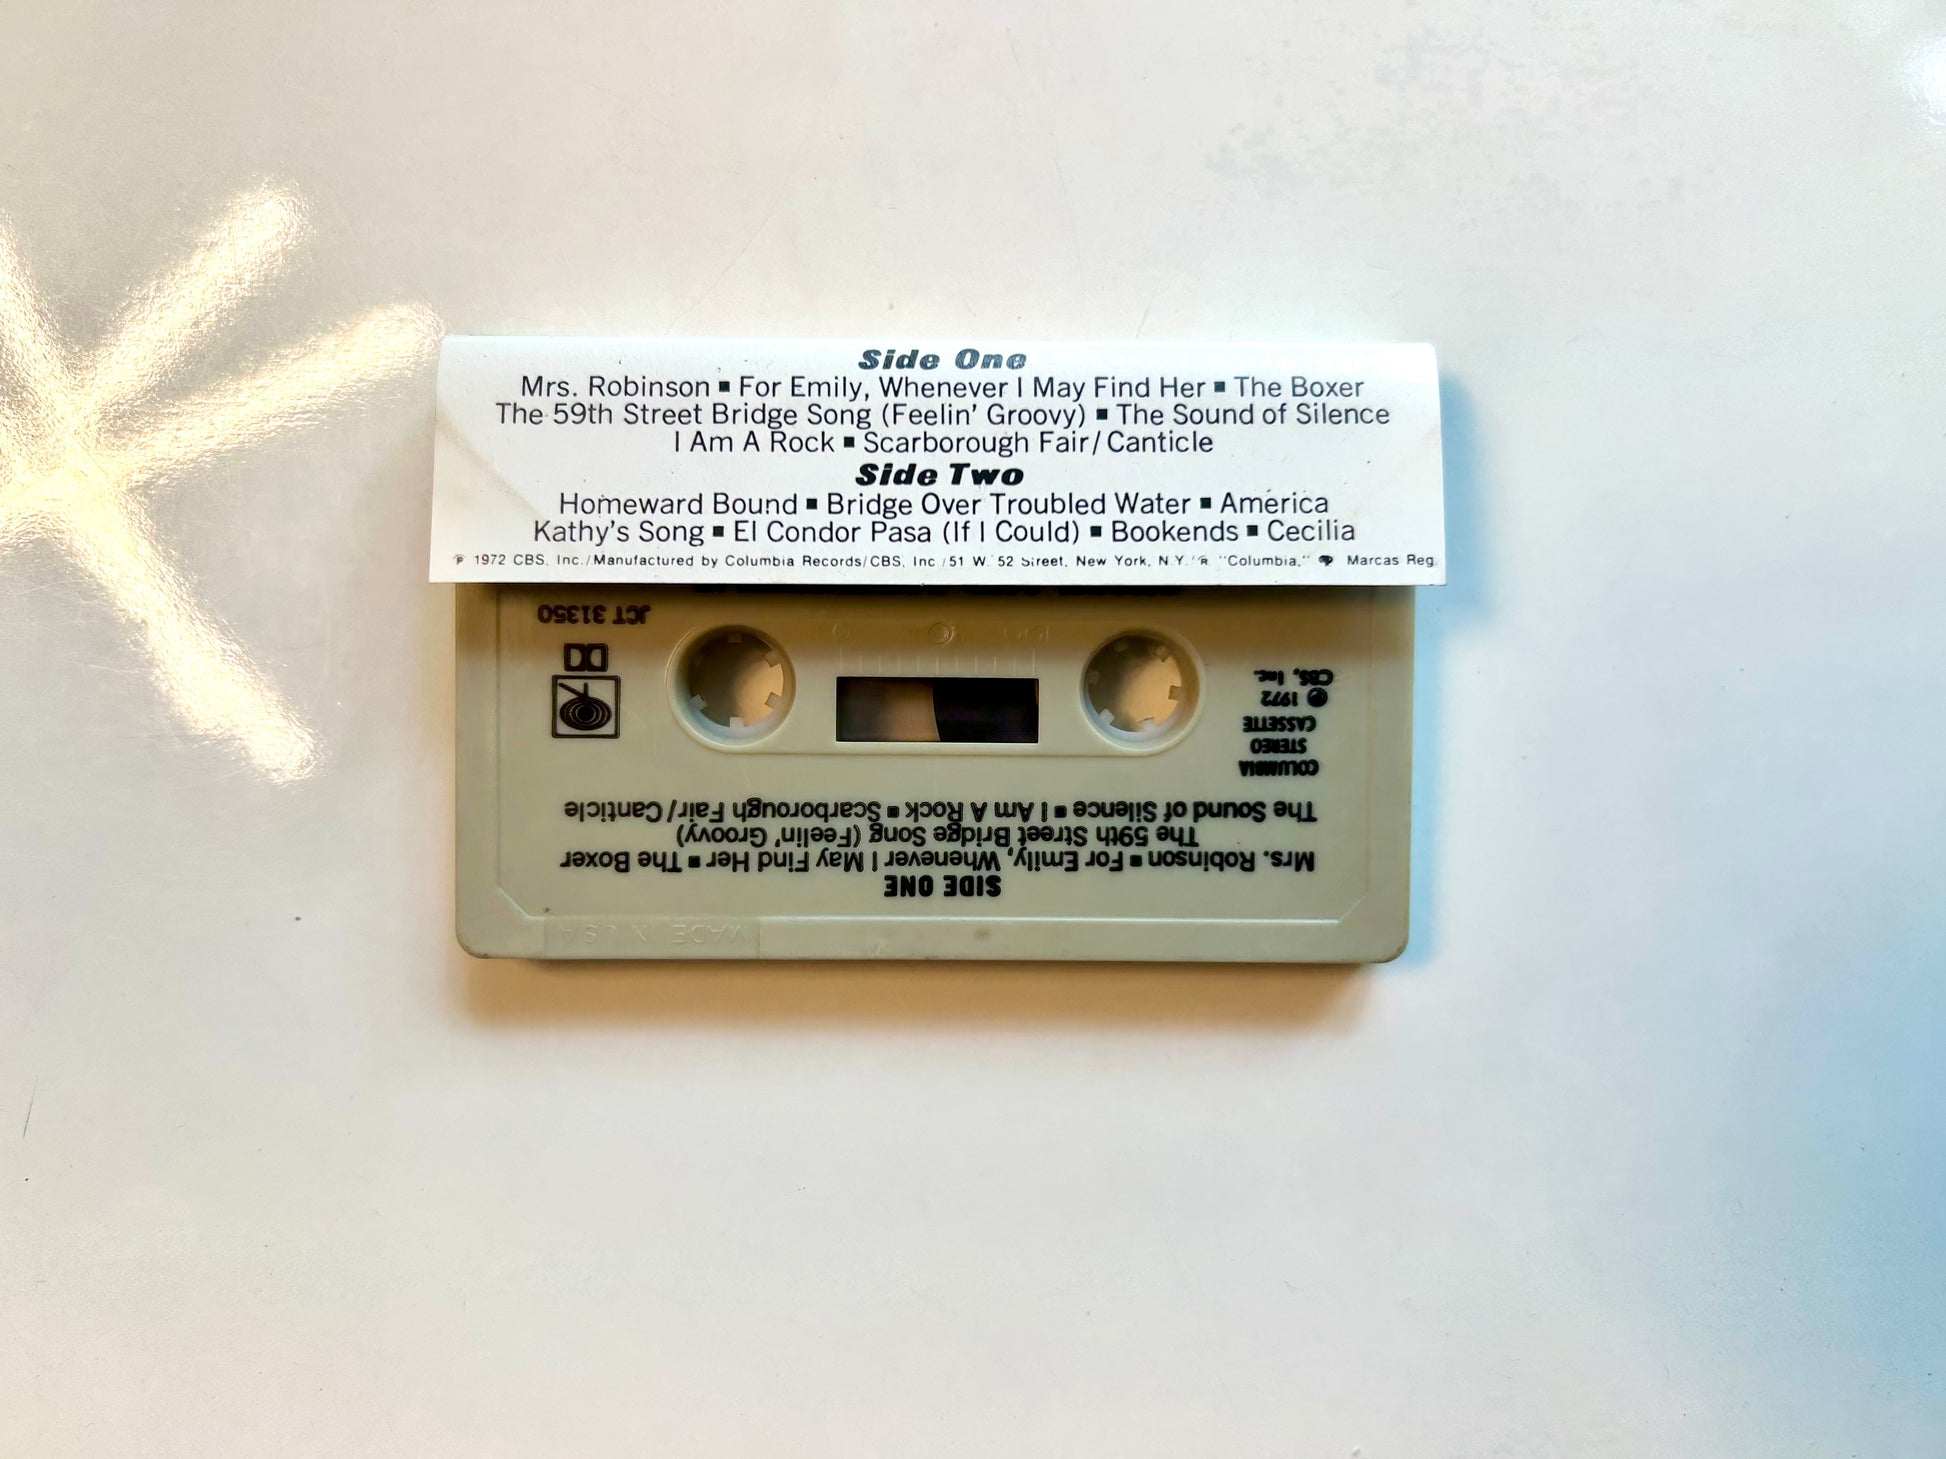 Side One
Mrs. Robinson ▪ For Emily, Whenever I May Find Her ▪ The Boxer
The 59th Street Bridge Song (Feelin' Groovy) ▪ The Sound of Silence
I Am A Rock ▪ Scarborough Fair/Canticle
Side Two
Homeward Bound ▪ Bridge Over Troubled Water ▪ America
Kathy's Song ▪ El Condor Pasa (If I Could) ▪ Bookends ▪ Cecilia
℗ 1972 CBS, Inc./Manufactured by Columbia Records/CBS, Inc./51 W. 52 Street, New York, N.Y./® "Columbia," Marcas Reg.
SIDE ONE
Mrs. Robinson ▪ For Emily, Whenever I May Find Her ▪ The Boxer
The 59th Street Bridge Song (Feelin' Groovy)
The Sound of Silence ▪ I Am A Rock ▪ Scarborough Fair/Canticle
COLUMBIA
STEREO
CASSETTE
℗ 1972
CBS, Inc.
JCT 31350
100 50 0
MADE IN USA